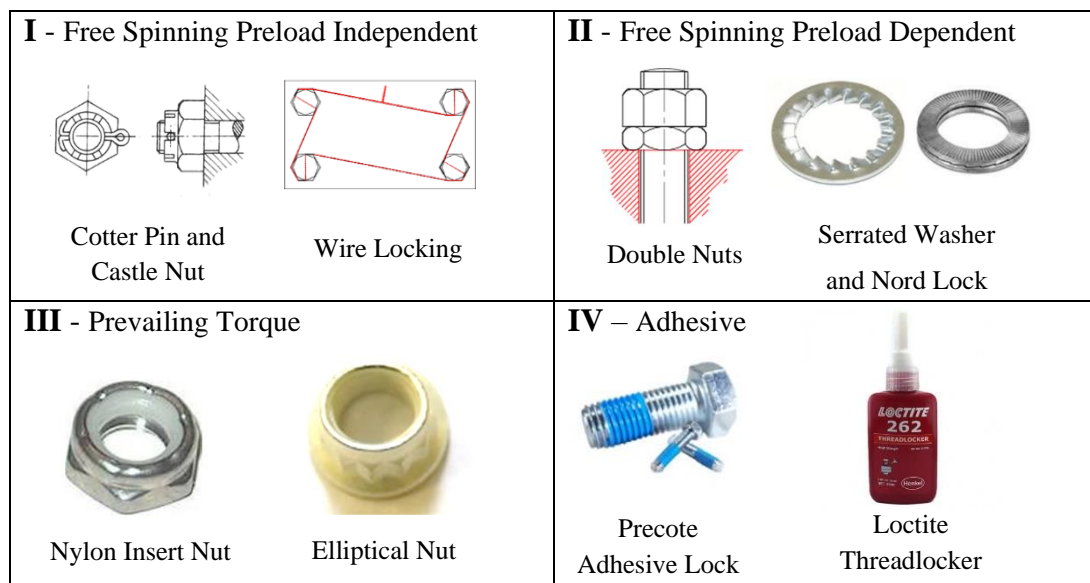 I - Free Spinning Preload Independent
Cotter Pin and
Castle Nut
Wire Locking
II - Free Spinning Preload Dependent
Double Nuts
Serrated Washer
and Nord Lock
III - Prevailing Torque
Nylon Insert Nut
Elliptical Nut
IV – Adhesive
Precote
Adhesive Lock
LOCTITE
262
THREADLOCKER
Henkel
Loctite
Threadlocker